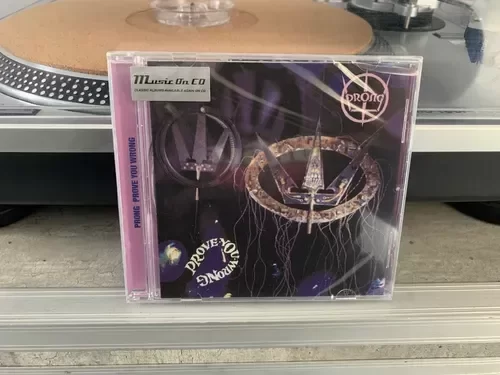 Music On CD
PRONG
PRONG PROVE YOU WRONG
PROVE YOU
WRONG